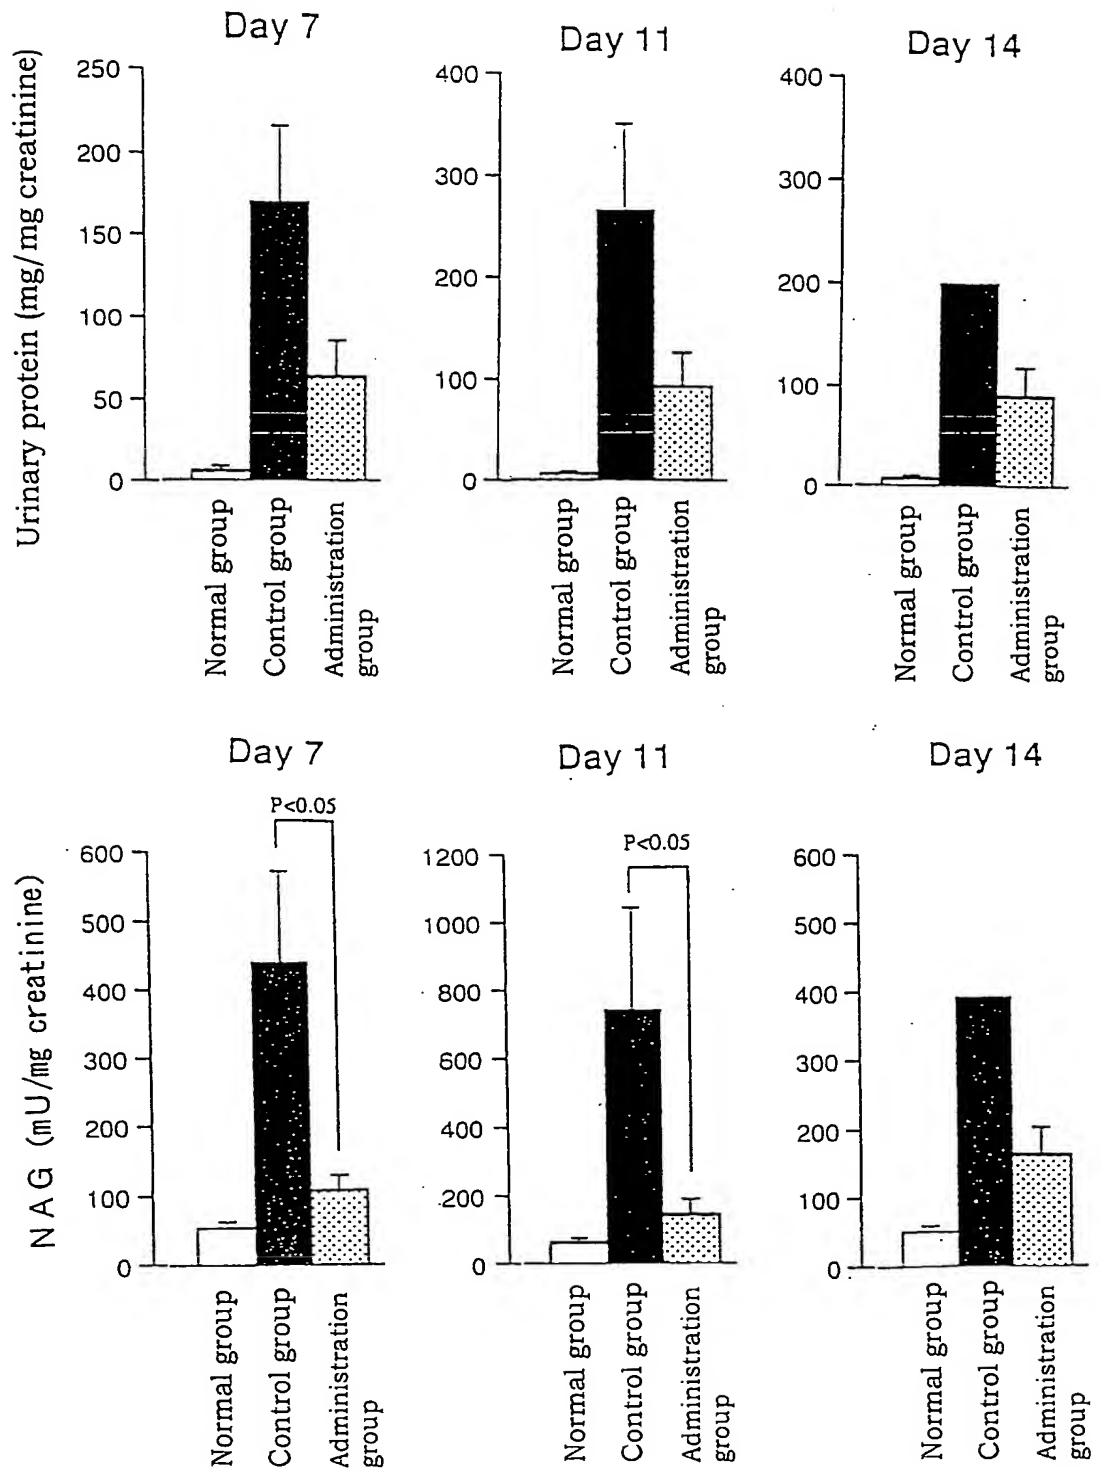 Day 7
Day 11
Day 14
Urinary protein (mg/mg creatinine)
250
200
150
100
50
0
400
300
200
100
0
400
300
200
100
0
Normal group
Control group
Administration
group
Normal group
Control group
Administration
group
Normal group
Control group
Administration
group
Day 7
Day 11
Day 14
NAG (mU/mg creatinine)
P<0.05
600
500
400
300
200
100
0
P<0.05
1200
1000
800
600
400
200
0
600
500
400
300
200
100
0
Normal group
Control group
Administration
group
Normal group
Control group
Administration
group
Normal group
Control group
Administration
group